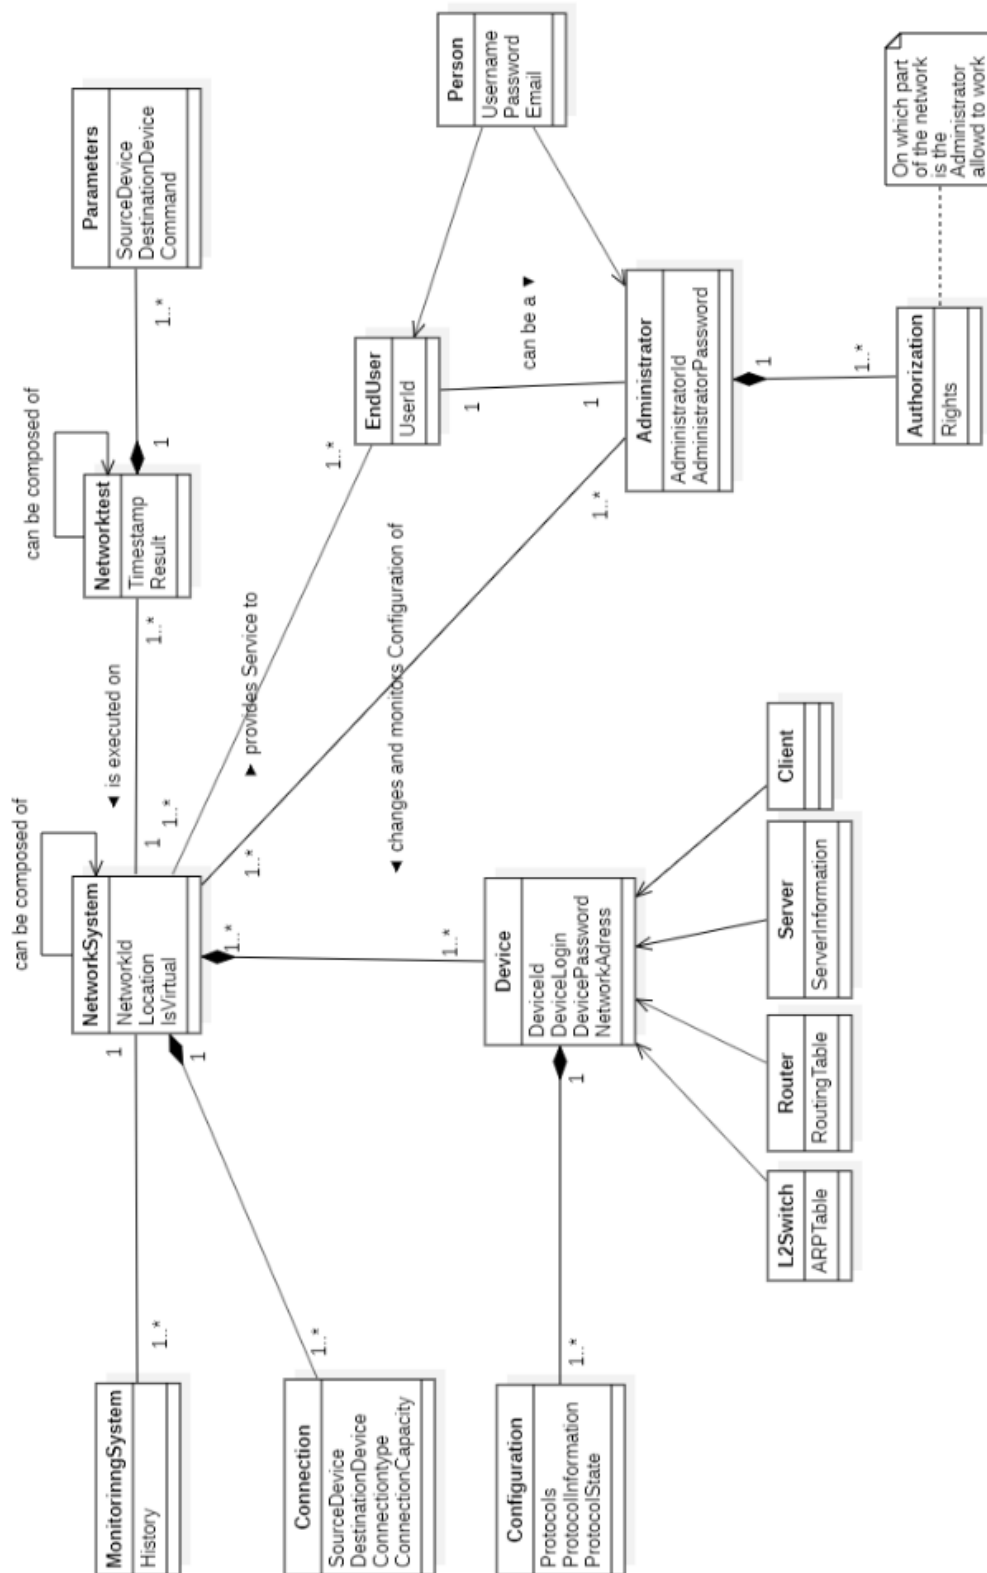 MonitorinngSystem
History
1..*
1
can be composed of
NetworkSystem
NetworkId
Location
IsVirtual
1
◄ is executed on
1..*
can be composed of
Networktest
Timestamp
Result
1
1..*
Parameters
SourceDevice
DestinationDevice
Command
Connection
SourceDevice
DestinationDevice
Connectiontype
ConnectionCapacity
1..*
1
1..*
► provides Service to
1..*
EndUser
UserId
Person
Username
Password
Email
1..*
◄ changes and monitors Configuration of
1..*
1
can be a ▼
1
Administrator
AdministratorId
AdministratorPassword
1..*
1..*
Device
DeviceId
DeviceLogin
DevicePassword
NetworkAdress
Configuration
Protocols
ProtocolInformation
ProtocolState
1..*
1
L2Switch
ARPTable
Router
RoutingTable
Server
ServerInformation
Client
1
1..*
Authorization
Rights
On which part
of the network
is the
Administrator
allowd to work